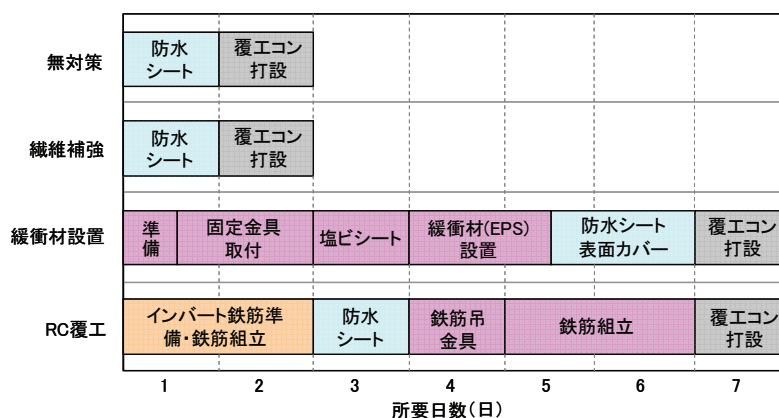 無対策
防水
シート
覆工コン
打設
繊維補強
防水
シート
覆工コン
打設
緩衝材設置
準
備
固定金具
取付
塩ビシート
緩衝材(EPS)
設置
防水シート
表面カバー
覆工コン
打設
RC覆工
インバート鉄筋準
備・鉄筋組立
防水
シート
鉄筋吊
金具
鉄筋組立
覆工コン
打設
1 2 3 4 5 6 7
所要日数(日)